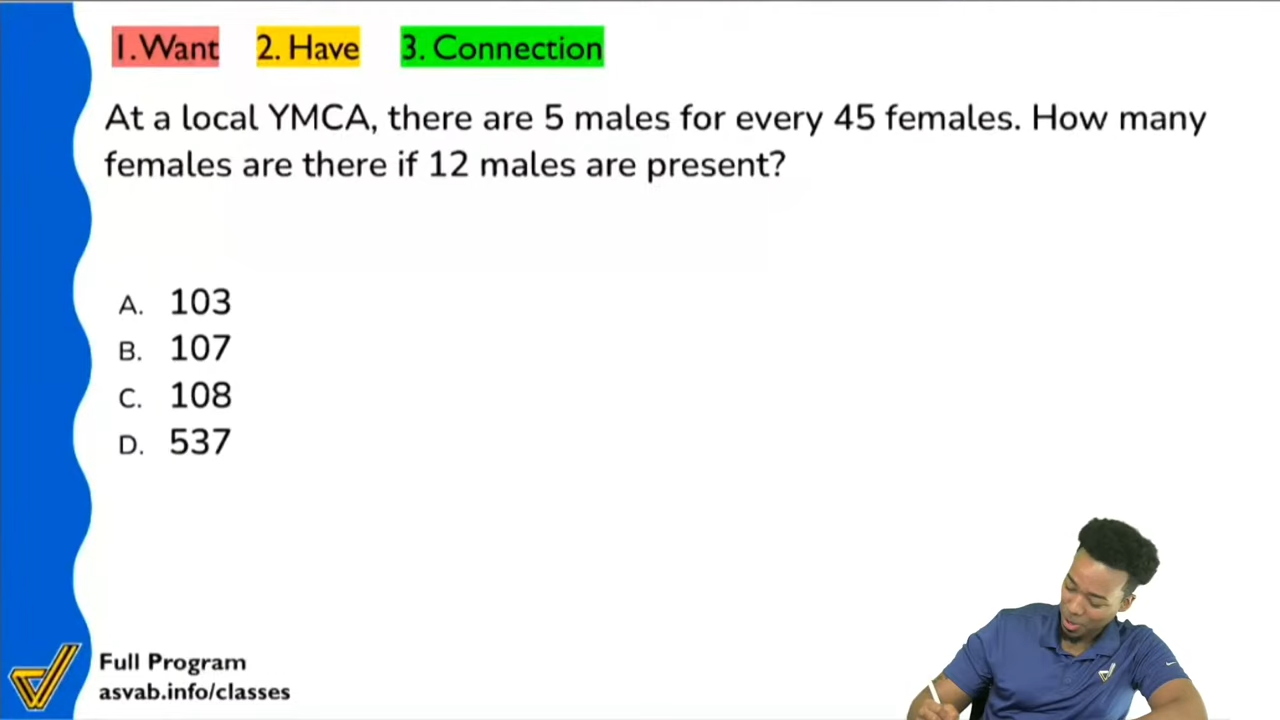 1. Want 2. Have 3. Connection
At a local YMCA, there are 5 males for every 45 females. How many
females are there if 12 males are present?
A. 103
B. 107
C. 108
D. 537
Full Program
asvab.info/classes